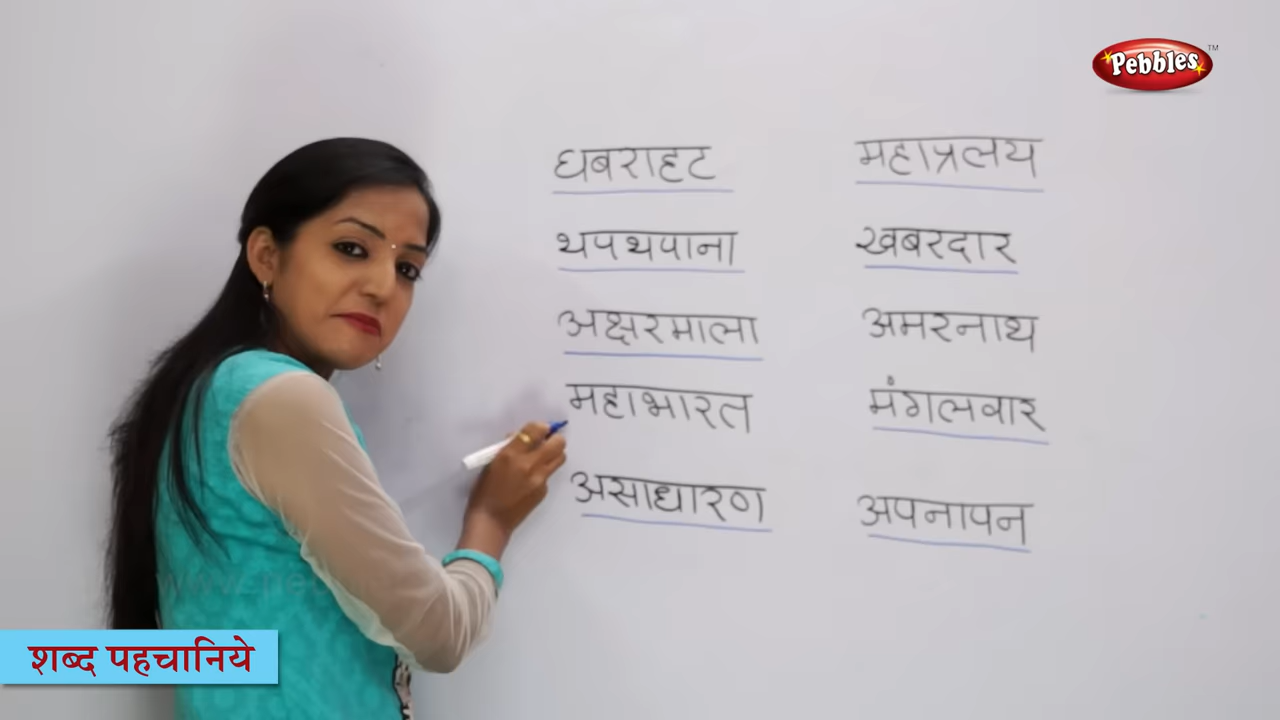 Pebbles TM
घबराहट महाप्रलय
थपथपाना खबरदार
अक्षरमाला अमरनाथ
महाभारत मंगलवार
असाधारण अपनापन
शब्द पहचानिये